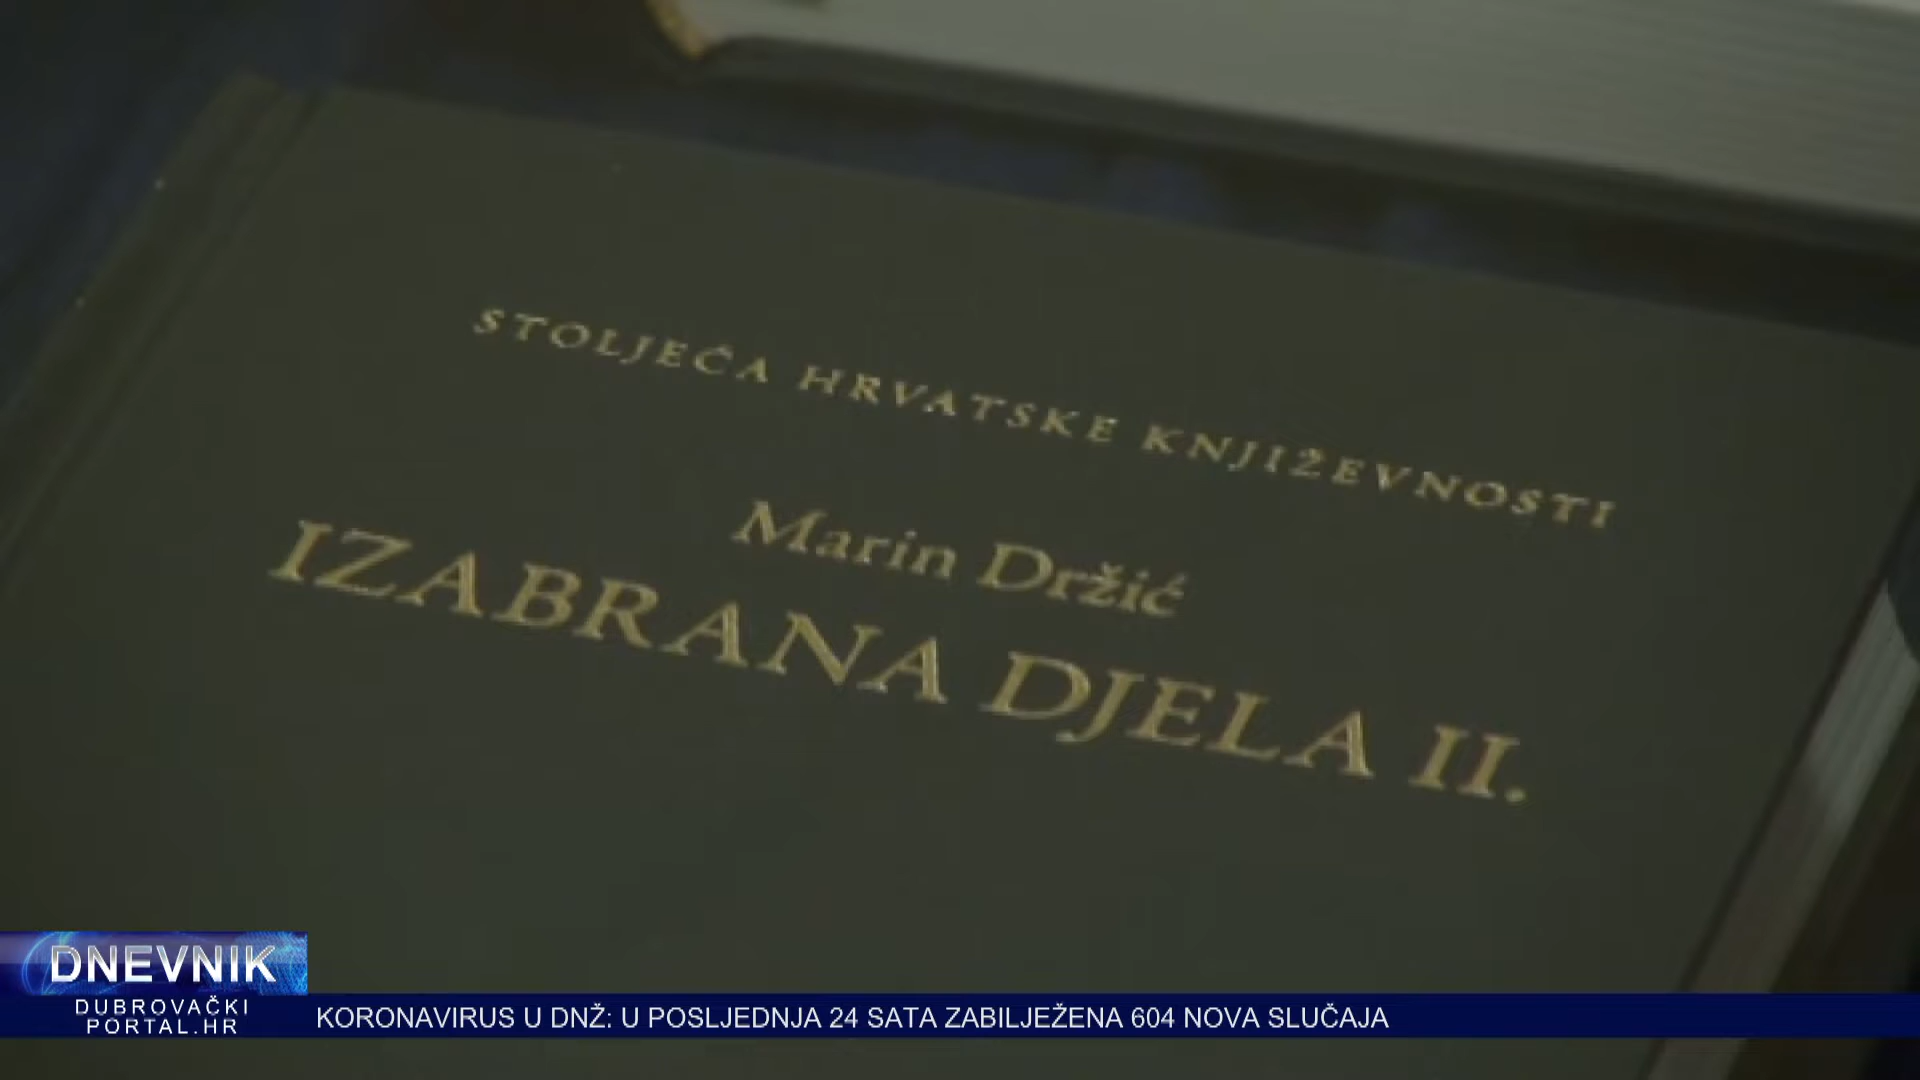 STOLJEĆA HRVATSKE KNJIŽEVNOSTI
Marin Držić
IZABRANA DJELA II.
DNEVNIK
DUBROVAČKI
PORTAL.HR
KORONAVIRUS U DNŽ: U POSLJEDNJA 24 SATA ZABILJEŽENA 604 NOVA SLUČAJA